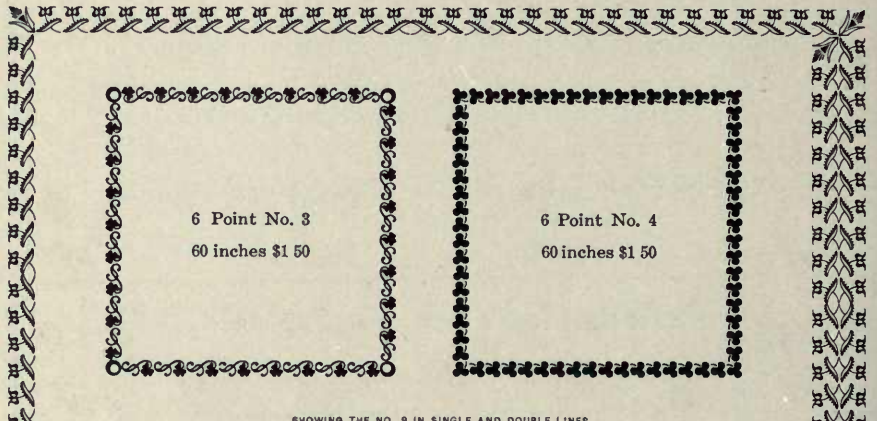 6 Point No. 3
60 inches $1 50
6 Point No. 4
60 inches $1 50
SHOWING THE NO. 9 IN SINGLE AND DOUBLE LINES